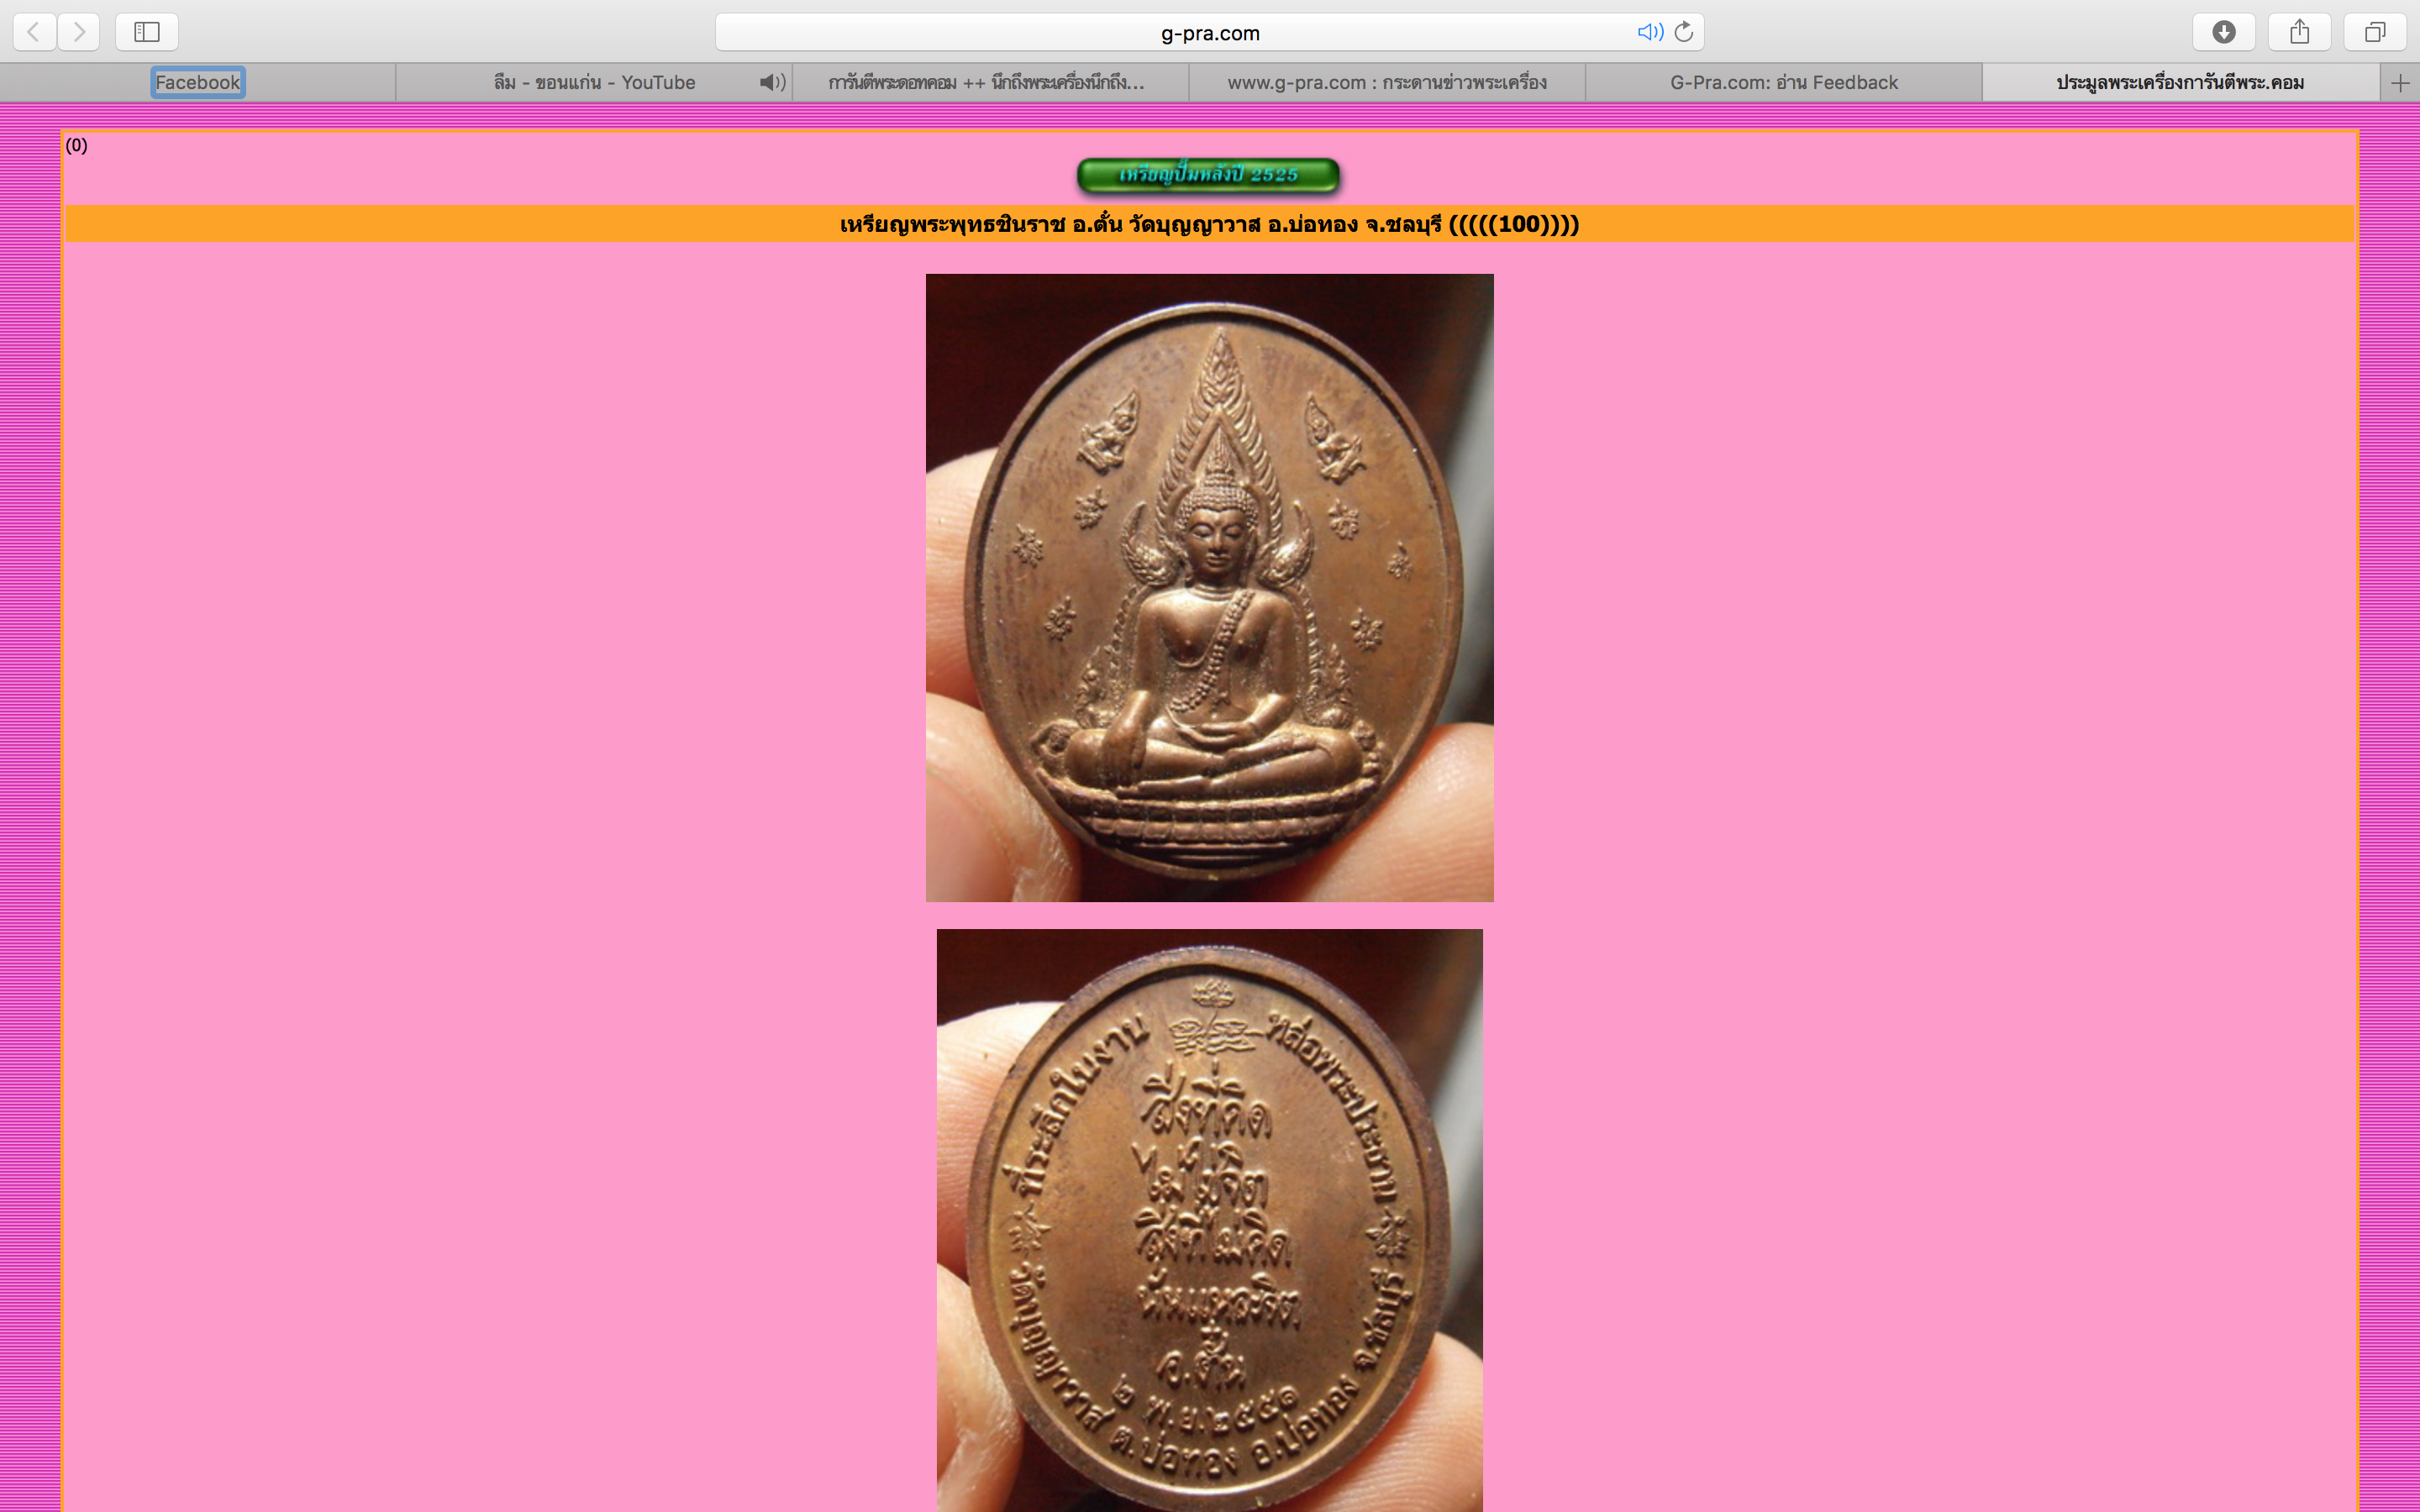 g-pra.com
Facebook
ลืม - ขอนแก่น - YouTube
การันตีพระดอทคอม ++ นึกถึงพระเครื่องนึกถึง...
www.g-pra.com : กระดานข่าวพระเครื่อง
G-Pra.com: อ่าน Feedback
ประมูลพระเครื่องการันตีพระ.คอม
(0)
เหรียญปั๊มหลังปี 2525
เหรียญพระพุทธชินราช อ.ตั๋น วัดบุญญาวาส อ.บ่อทอง จ.ชลบุรี (((((100))))
ที่ระลึกในงาน หล่อพระประธาน
สิ่งที่คิด
ไม่ใช่จิต
สิ่งที่ไม่คิด
นั่นแหละจิต
อ.ตั๋น
๒ พ.ย.๒๕๕๑
วัดบุญญาวาส ต.บ่อทอง อ.บ่อทอง จ.ชลบุรี